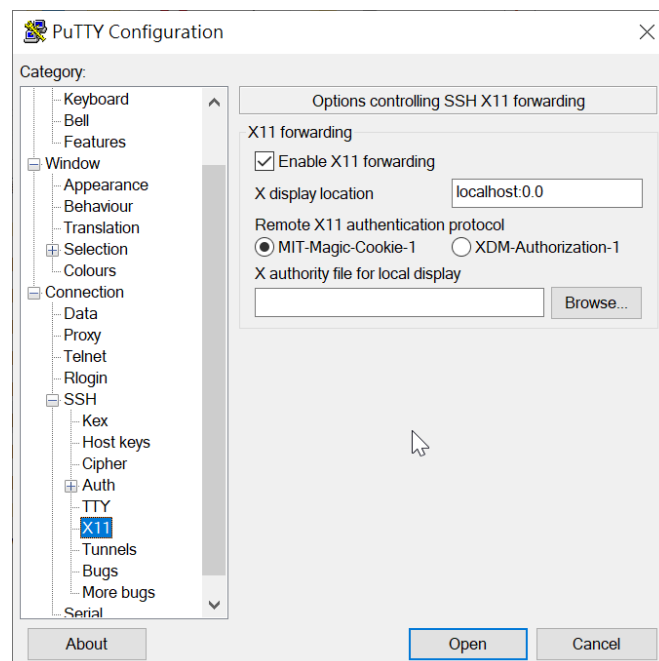 PuTTY Configuration
Category:
Keyboard
Bell
Features
Window
Appearance
Behaviour
Translation
Selection
Colours
Connection
Data
Proxy
Telnet
Rlogin
SSH
Kex
Host keys
Cipher
Auth
TTY
X11
Tunnels
Bugs
More bugs
Serial
Options controlling SSH X11 forwarding
X11 forwarding
Enable X11 forwarding
X display location localhost:0.0
Remote X11 authentication protocol
MIT-Magic-Cookie-1 XDM-Authorization-1
X authority file for local display
Browse...
About Open Cancel